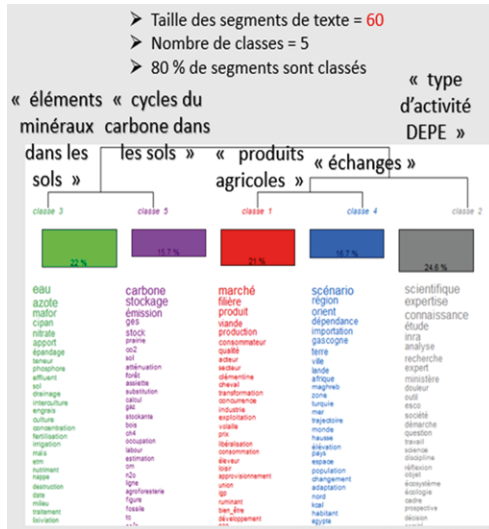 ➤ Taille des segments de texte = 60
➤ Nombre de classes = 5
➤ 80 % de segments sont classés
« éléments minéraux dans les sols »
« cycles du carbone dans les sols »
« produits agricoles »
« échanges »
« type d’activité DEPE »
classe 3
classe 5
classe 1
classe 4
classe 2
22 %
15.7 %
21 %
16.7 %
24.6 %
eau
azote
mafor
cipan
nitrate
apport
épandage
teneur
phosphore
effluent
sol
drainage
interculture
engrais
culture
concentration
fertilisation
irrigation
maïs
etm
nutriment
nappe
destruction
date
milieu
traitement
lixiviation
carbone
stockage
émission
ges
stock
prairie
co2
sol
atténuation
forêt
assiette
substitution
calcul
gaz
stockante
bois
ch4
occupation
labour
estimation
om
n2o
ligne
agroforesterie
figure
fossile
tc
marché
filière
produit
viande
production
consommateur
qualité
acteur
secteur
clémentine
cheval
transformation
concurrence
industrie
exploitation
volaille
prix
libéralisation
consommation
éleveur
loisir
approvisionnement
union
igp
ruminant
bien_être
développement
scénario
région
orient
dépendance
importation
gascogne
terre
ville
lande
afrique
maghreb
zone
turquie
mer
trajectoire
monde
hausse
élévation
pays
espace
population
changement
adaptation
nord
kcal
habitant
egypte
scientifique
expertise
connaissance
étude
inra
analyse
recherche
expert
ministère
douleur
outil
esco
société
démarche
question
travail
science
discipline
réflexion
objet
écosystème
écologie
cadre
prospective
décision